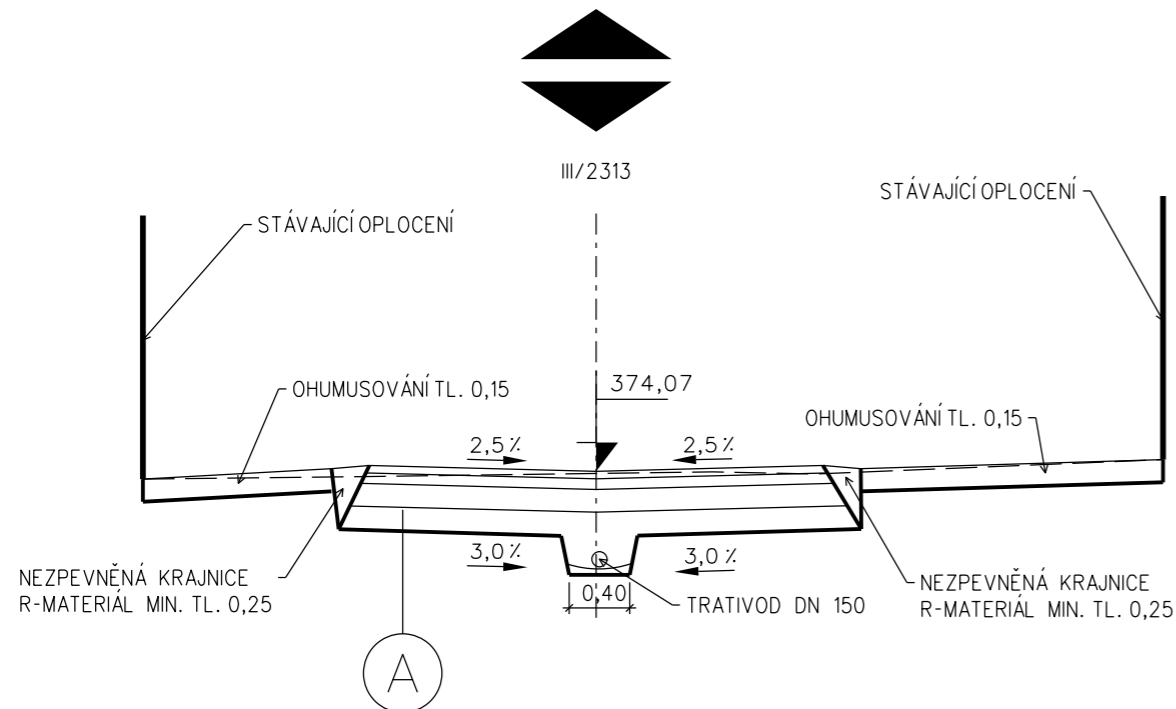 III/2313
STÁVAJÍCÍ OPLOCENÍ
STÁVAJÍCÍ OPLOCENÍ
374,07
OHUMUSOVÁNÍ TL. 0,15
OHUMUSOVÁNÍ TL. 0,15
2,5%
2,5%
3,0%
3,0%
NEZPEVNĚNÁ KRAJNICE
R-MATERIÁL MIN. TL. 0,25
0,40
TRATIVOD DN 150
NEZPEVNĚNÁ KRAJNICE
R-MATERIÁL MIN. TL. 0,25
A